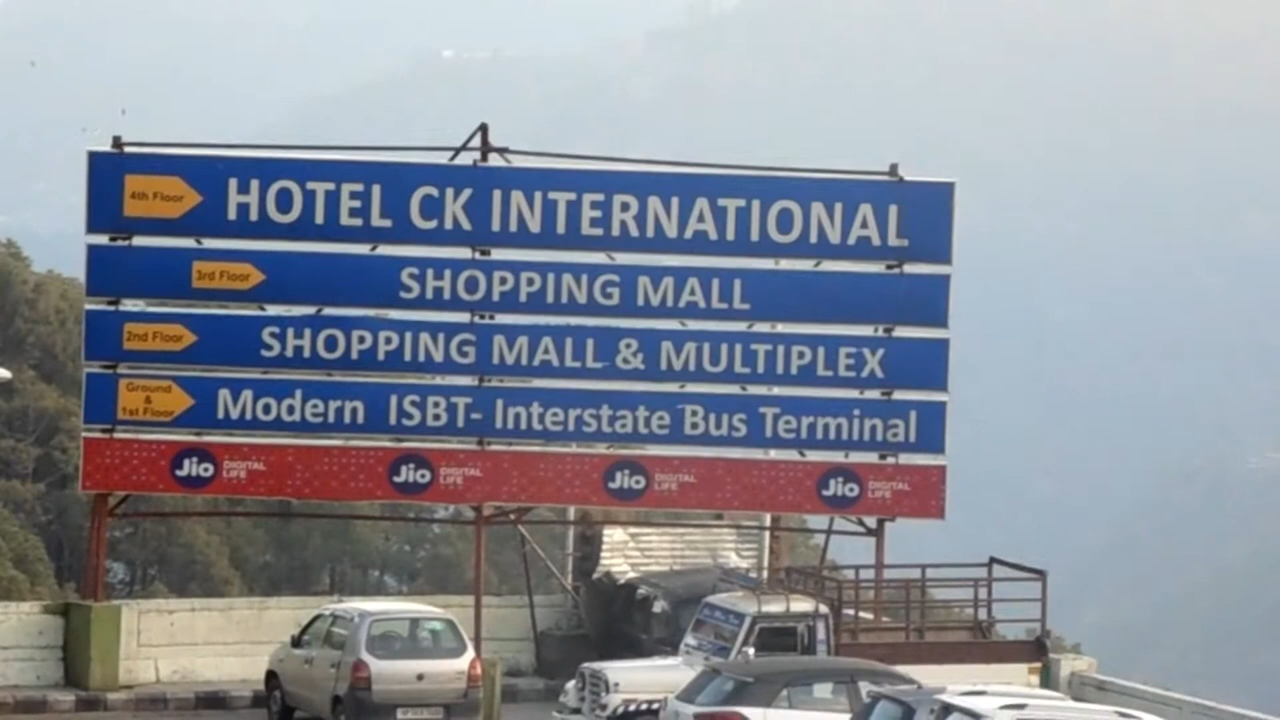 4th Floor HOTEL CK INTERNATIONAL
3rd Floor SHOPPING MALL
2nd Floor SHOPPING MALL & MULTIPLEX
Ground
&
1st Floor
Modern ISBT- Interstate Bus Terminal
Jio DIGITAL LIFE Jio DIGITAL LIFE Jio DIGITAL LIFE Jio DIGITAL LIFE